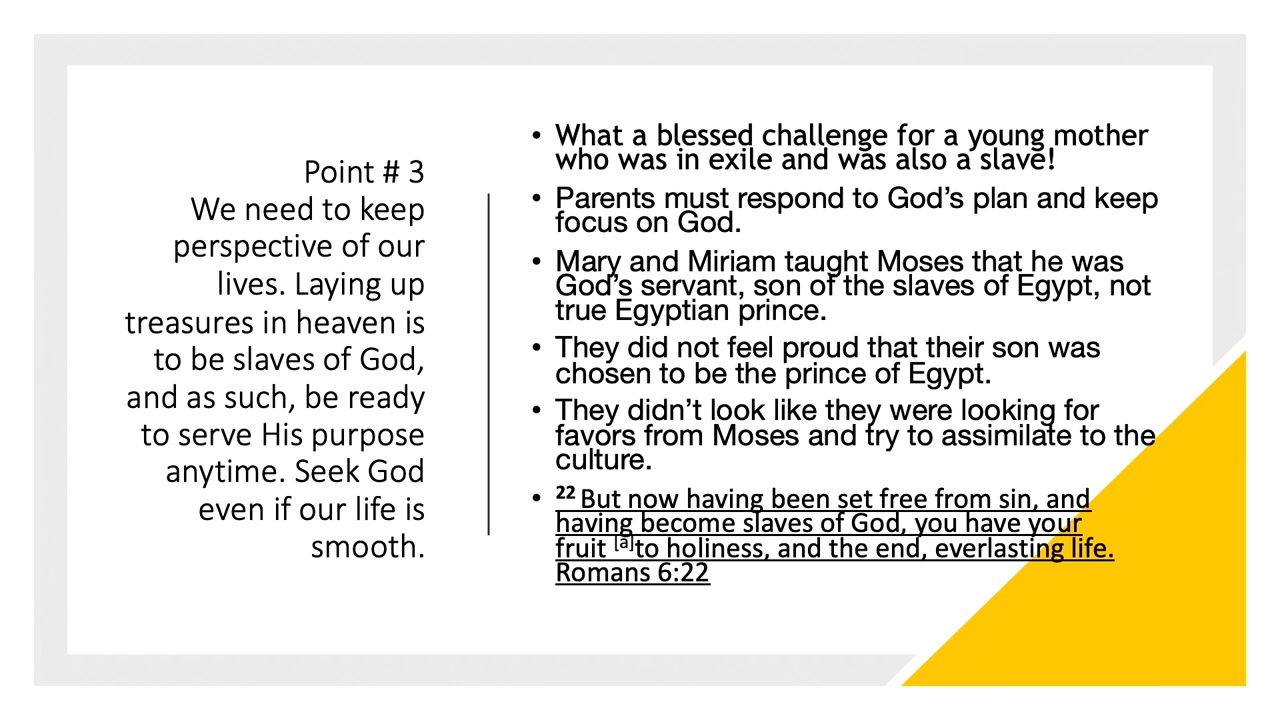 Point # 3
We need to keep
perspective of our
lives. Laying up
treasures in heaven is
to be slaves of God,
and as such, be ready
to serve His purpose
anytime. Seek God
even if our life is
smooth.
• What a blessed challenge for a young mother
who was in exile and was also a slave!
• Parents must respond to God’s plan and keep
focus on God.
• Mary and Miriam taught Moses that he was
God’s servant, son of the slaves of Egypt, not
true Egyptian prince.
• They did not feel proud that their son was
chosen to be the prince of Egypt.
• They didn’t look like they were looking for
favors from Moses and try to assimilate to the
culture.
• 22 But now having been set free from sin, and
having become slaves of God, you have your
fruit [a]to holiness, and the end, everlasting life.
Romans 6:22